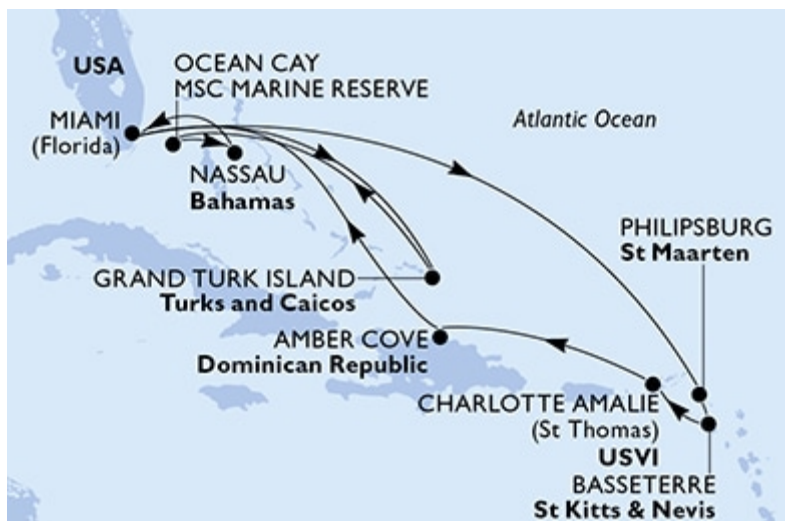 USA
OCEAN CAY
MSC MARINE RESERVE
MIAMI
(Florida)
Atlantic Ocean
NASSAU
Bahamas
PHILIPSBURG
St Maarten
GRAND TURK ISLAND
Turks and Caicos
AMBER COVE
Dominican Republic
CHARLOTTE AMALIE
(St Thomas)
USVI
BASSETERRE
St Kitts & Nevis